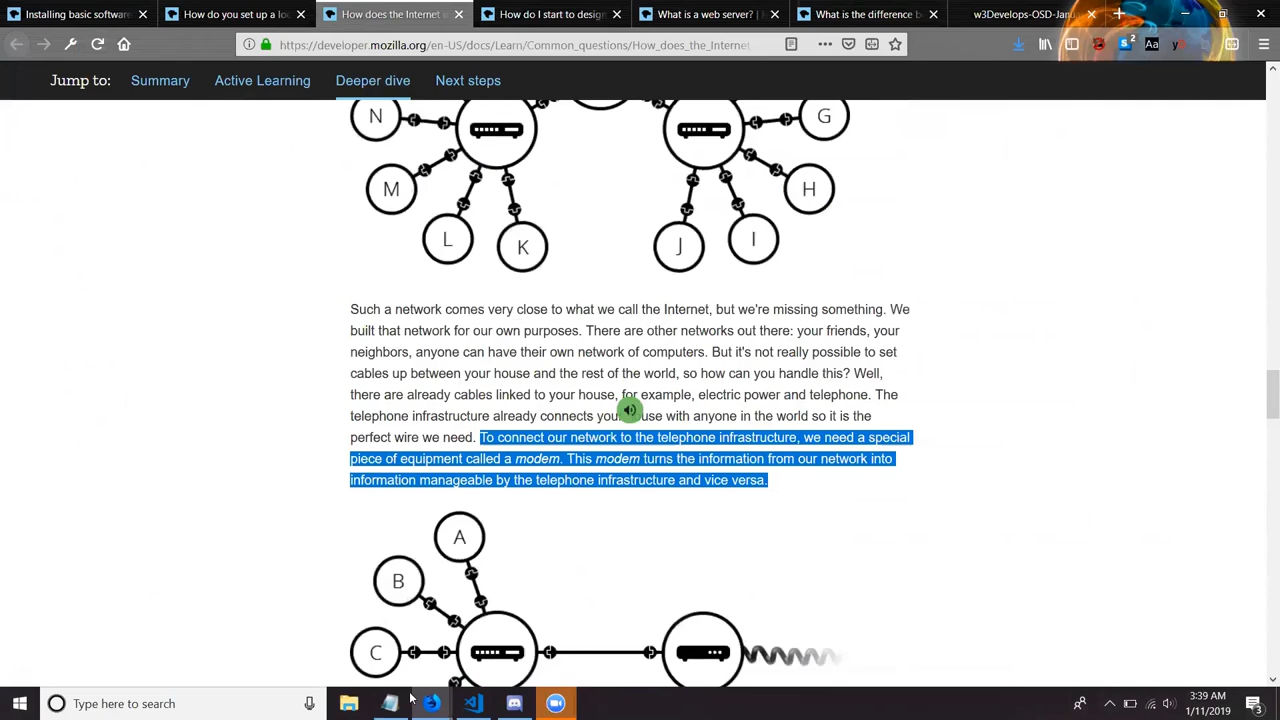 Installing basic software
How do you set up a loc
How does the Internet w
How do I start to design
What is a web server? |
What is the difference be
w3Develops-OSD-Janu
https://developer.mozilla.org/en-US/docs/Learn/Common_questions/How_does_the_Internet_
2
Aa
Jump to:
Summary
Active Learning
Deeper dive
Next steps
N
G
M
H
L
K
J
I
Such a network comes very close to what we call the Internet, but we're missing something. We
built that network for our own purposes. There are other networks out there: your friends, your
neighbors, anyone can have their own network of computers. But it's not really possible to set
cables up between your house and the rest of the world, so how can you handle this? Well,
there are already cables linked to your house, for example, electric power and telephone. The
telephone infrastructure already connects your house with anyone in the world so it is the
perfect wire we need. To connect our network to the telephone infrastructure, we need a special
piece of equipment called a modem. This modem turns the information from our network into
information manageable by the telephone infrastructure and vice versa.
A
B
C
Type here to search
3:39 AM
1/11/2019
3